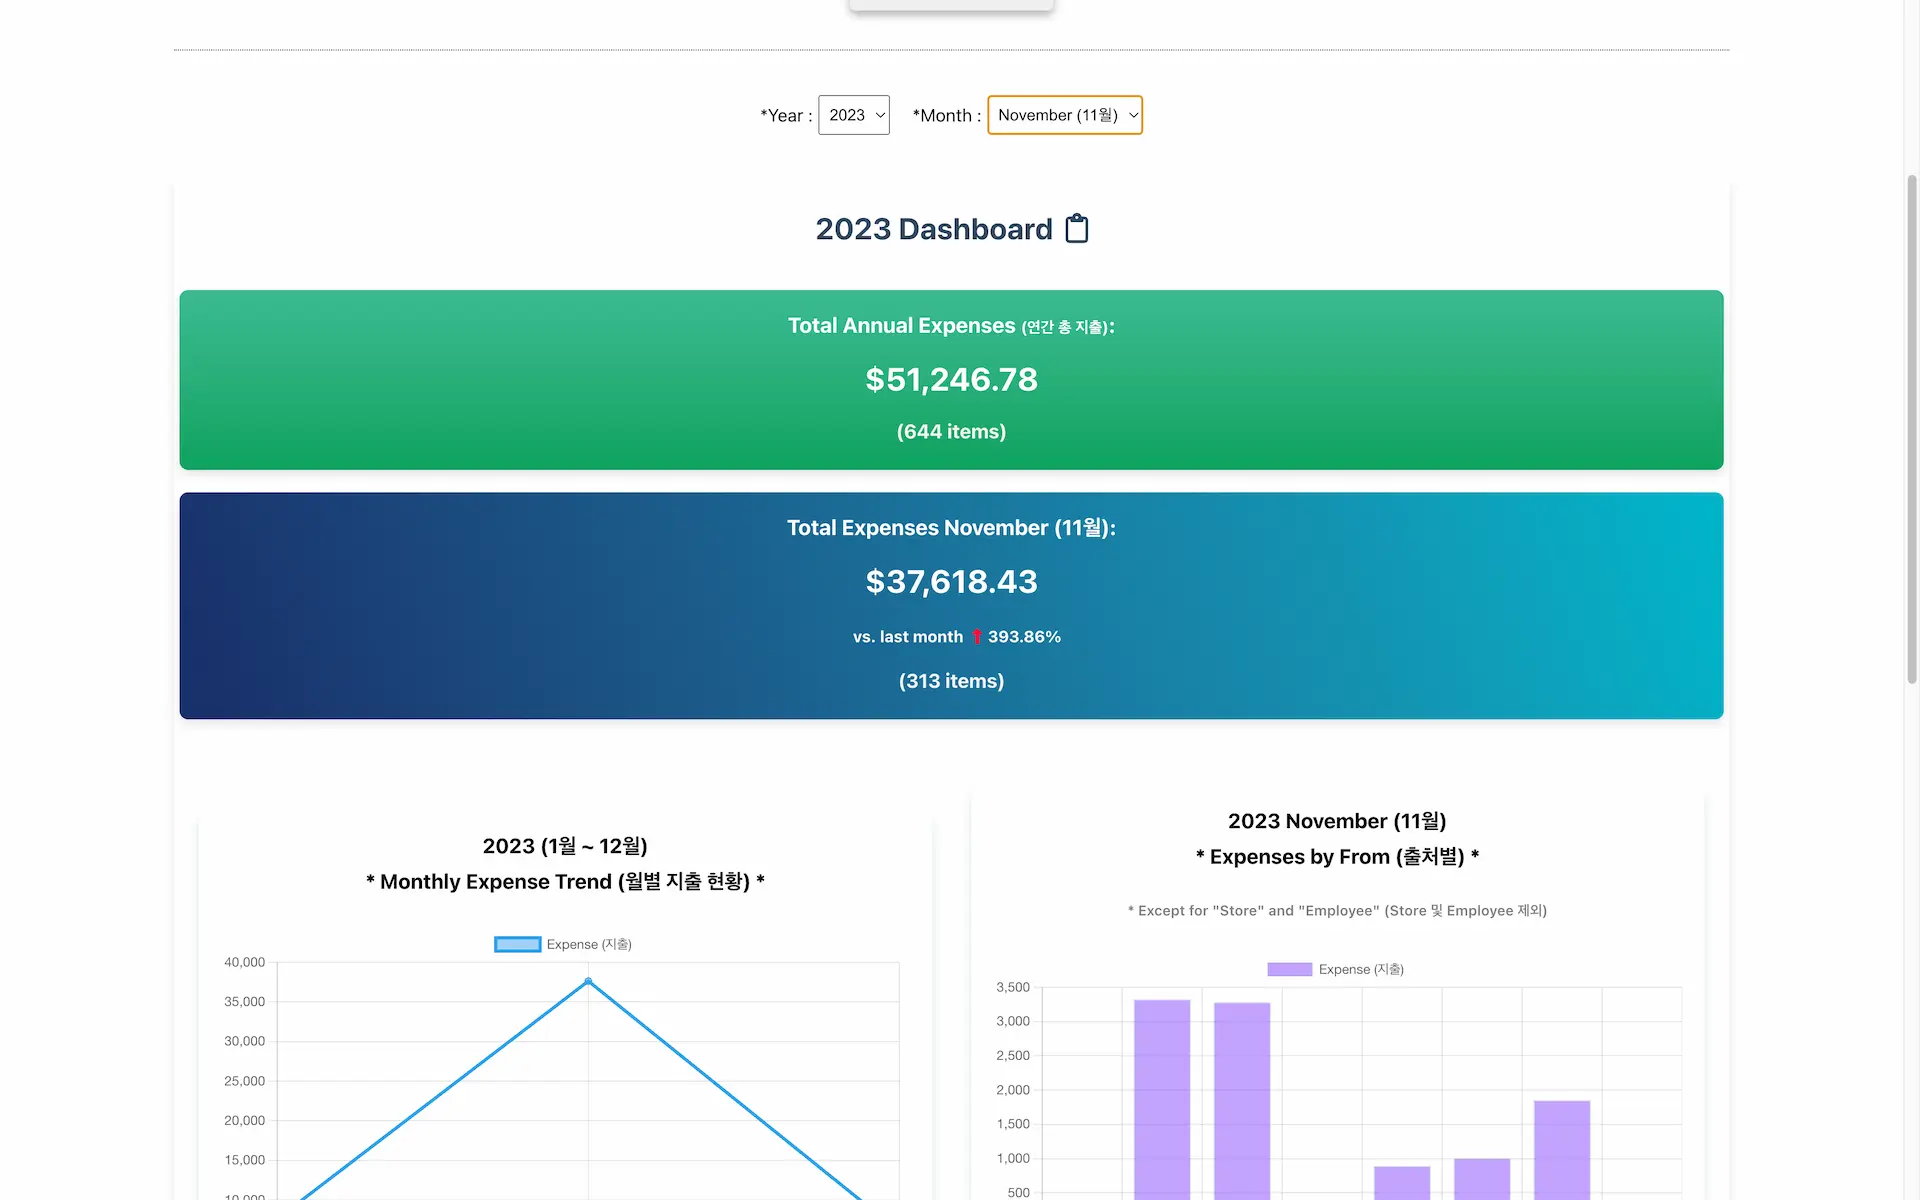 *Year : 2023 *Month : November (11월)
2023 Dashboard
Total Annual Expenses (연간 총 지출):
$51,246.78
(644 items)
Total Expenses November (11월):
$37,618.43
vs. last month 393.86%
(313 items)
2023 (1월 ~ 12월)
* Monthly Expense Trend (월별 지출 현황) *
Expense (지출)
40,000
35,000
30,000
25,000
20,000
15,000
10,000
2023 November (11월)
* Expenses by From (출처별) *
* Except for "Store" and "Employee" (Store 및 Employee 제외)
Expense (지출)
3,500
3,000
2,500
2,000
1,500
1,000
500